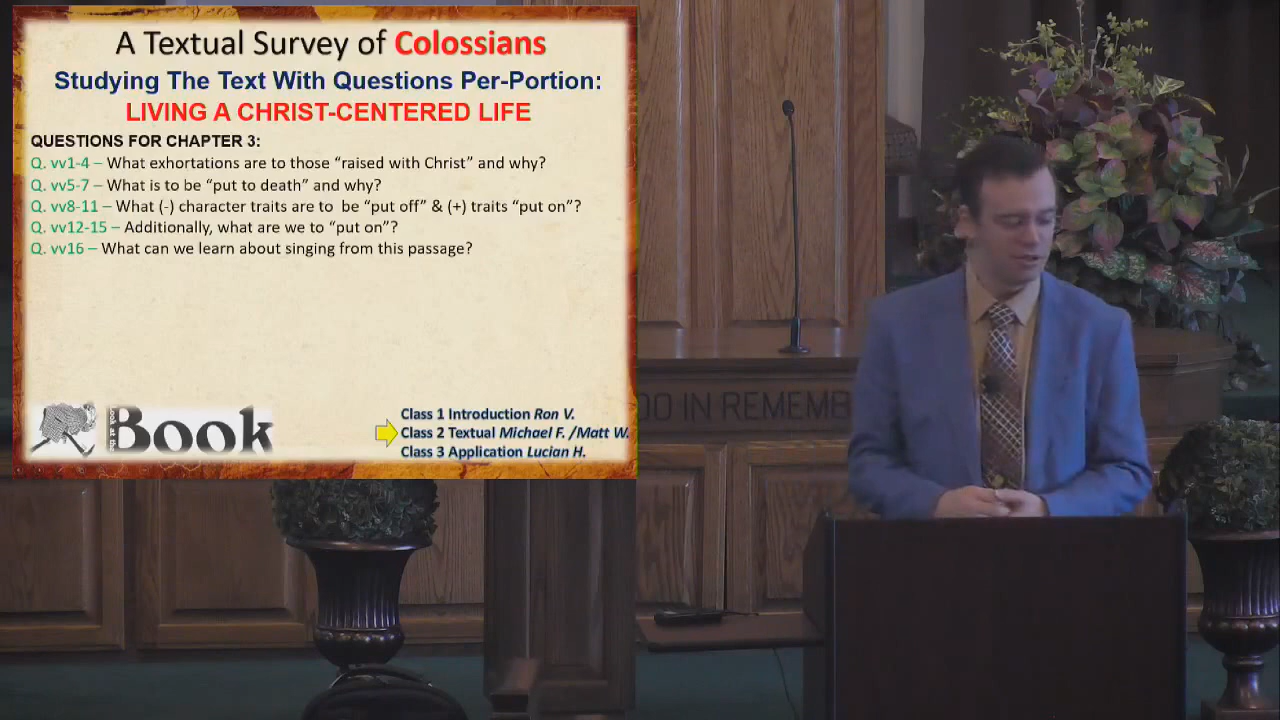 A Textual Survey of Colossians
Studying The Text With Questions Per-Portion:
LIVING A CHRIST-CENTERED LIFE
QUESTIONS FOR CHAPTER 3:
Q. vv1-4 – What exhortations are to those “raised with Christ” and why?
Q. vv5-7 – What is to be “put to death” and why?
Q. vv8-11 – What (-) character traits are to be “put off” & (+) traits “put on”?
Q. vv12-15 – Additionally, what are we to “put on”?
Q. vv16 – What can we learn about singing from this passage?
Book
Class 1 Introduction Ron V.
Class 2 Textual Michael F. /Matt W.
Class 3 Application Lucian H.
DO IN REMEMB